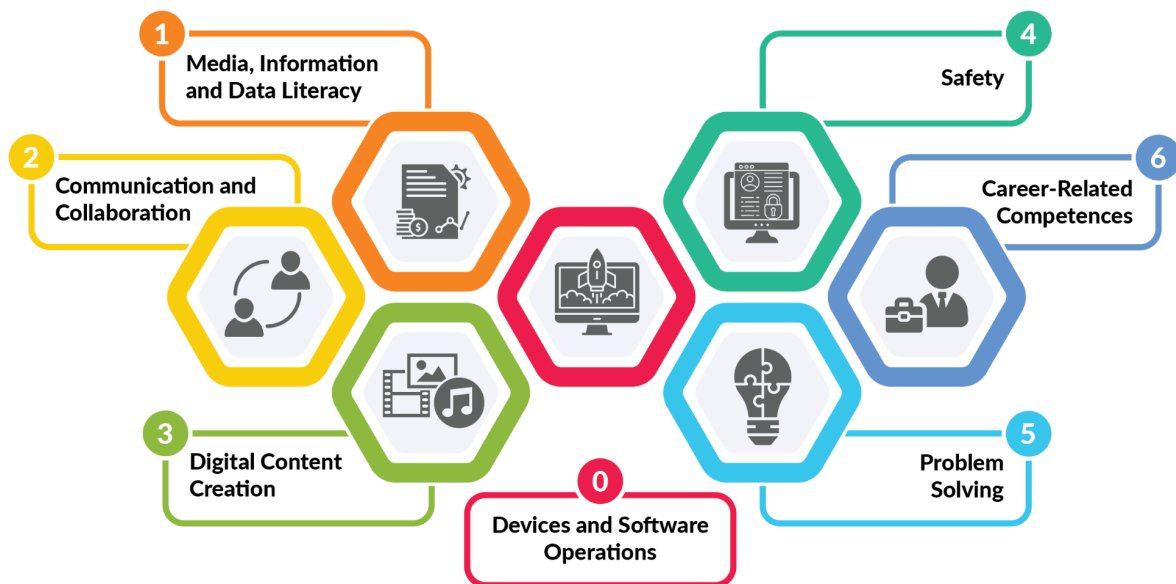 1
Media, Information
and Data Literacy
2
Communication and
Collaboration
3
Digital Content
Creation
0
Devices and Software
Operations
4
Safety
6
Career-Related
Competences
5
Problem
Solving
$